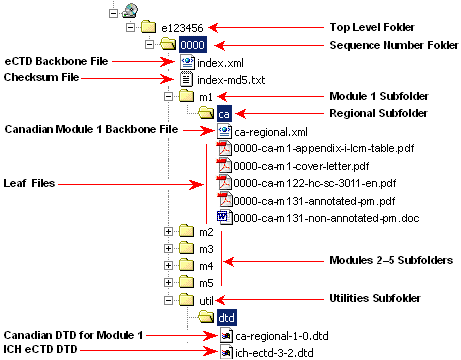 e123456 Top Level Fokler
0000 Sequence Number Folder
eCTD Backbone File index.xml
Checksum File index-md5.txt
m1 Module 1 Subfolder
ca Regional Subfolder
Canadian Module 1 Backbone File ca-regional.xml
0000-ca-m1-appendix-i-lcm-table.pdf
0000-ca-m1-cover-letter.pdf
Leaf Files 0000-ca-m122-hc-sc-3011-en.pdf
0000-ca-m131-annotated-pm.pdf
0000-ca-m131-non-annotated-pm.doc
m2
m3
m4 Modules 2–5 Subfolders
m5
util Utilities Subfolder
dtd
Canadian DTD for Module 1 ca-regional-1-0.dtd
ICH eCTD DTD ich-ectd-3-2.dtd